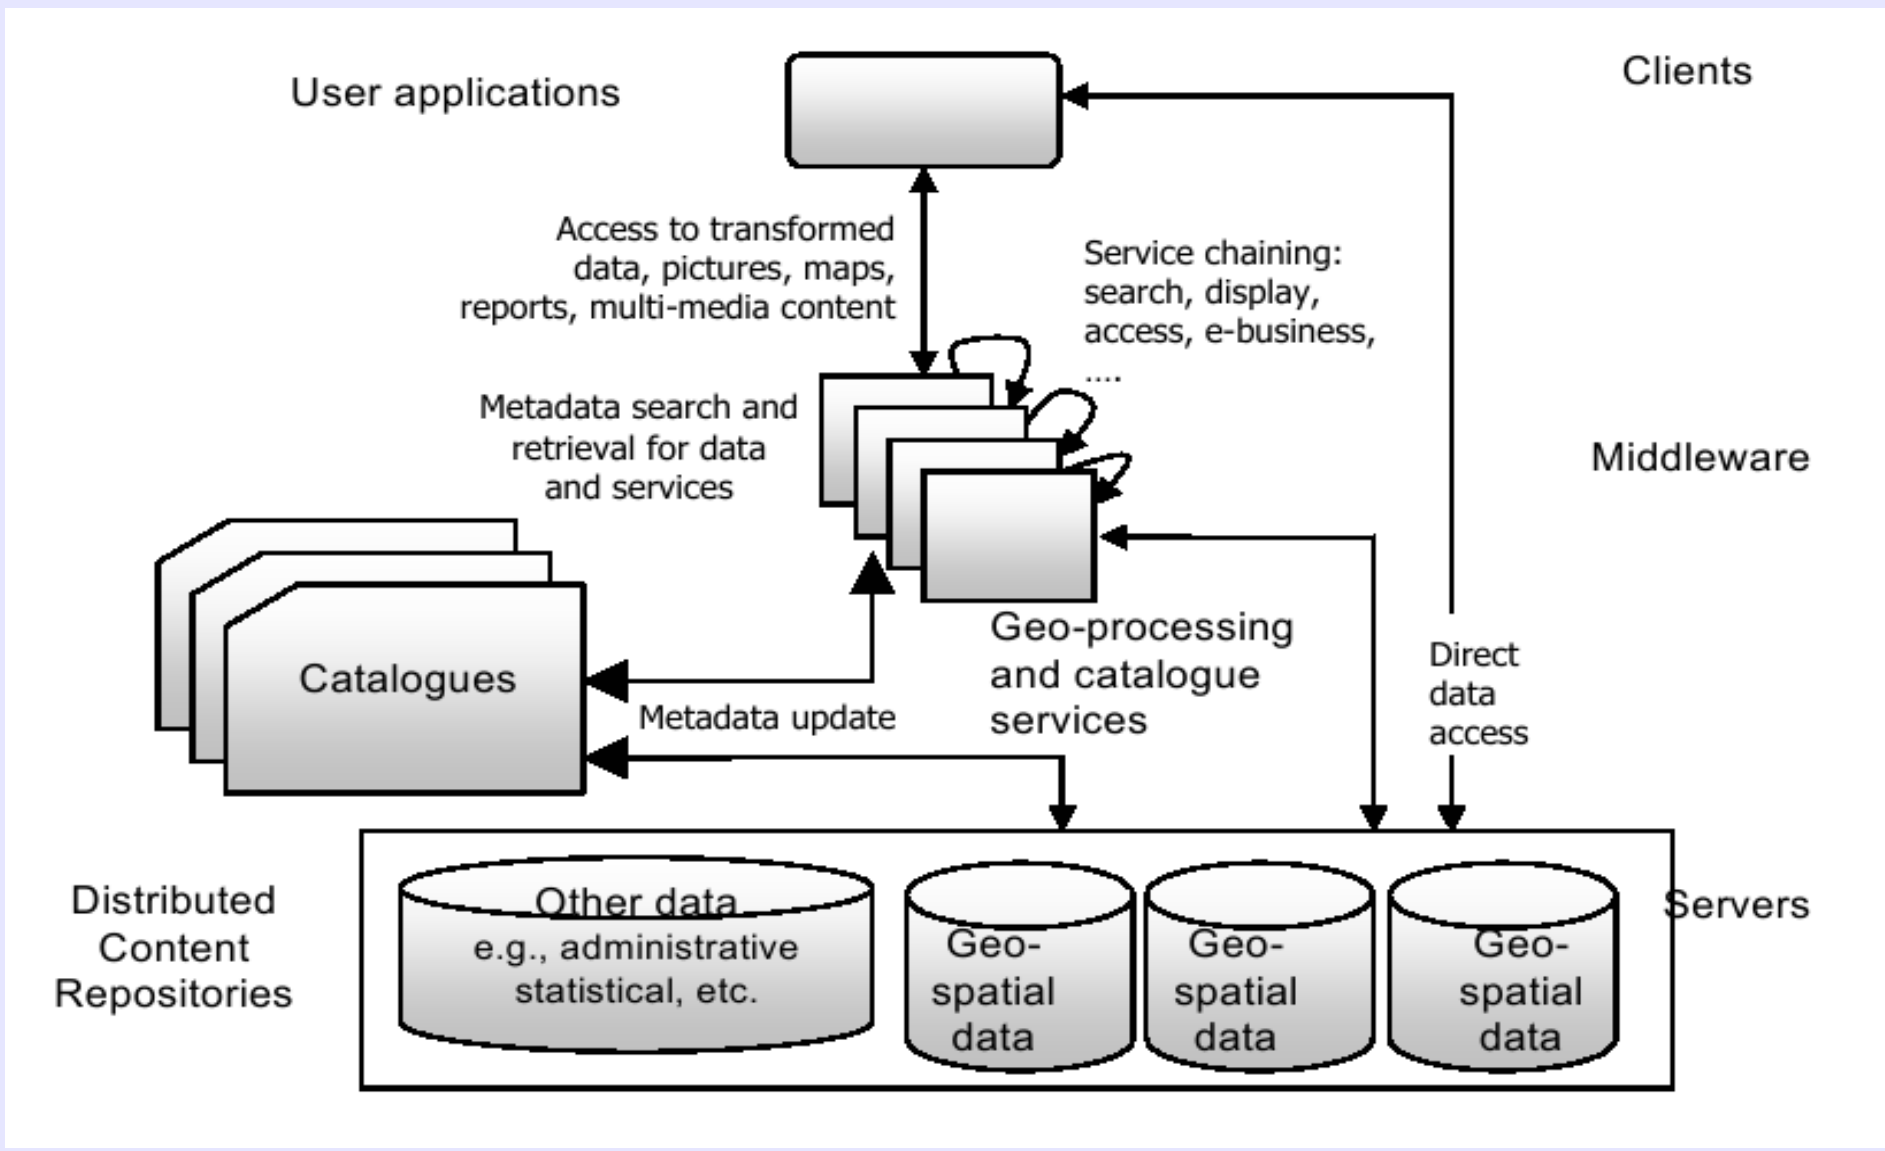 User applications
Clients
Access to transformed
data, pictures, maps,
reports, multi-media content
Service chaining:
search, display,
access, e-business,
....
Metadata search and
retrieval for data
and services
Middleware
Catalogues
Geo-processing
and catalogue
services
Metadata update
Direct
data
access
Distributed
Content
Repositories
Other data
e.g., administrative
statistical, etc.
Geo-
spatial
data
Geo-
spatial
data
Geo-
spatial
data
Servers